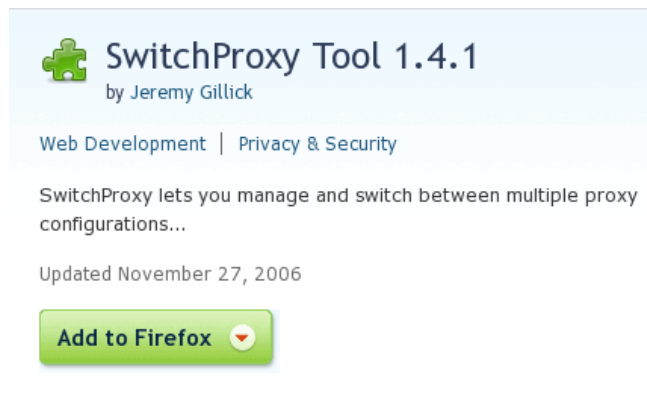 SwitchProxy Tool 1.4.1
by Jeremy Gillick
Web Development | Privacy & Security
SwitchProxy lets you manage and switch between multiple proxy
configurations...
Updated November 27, 2006
Add to Firefox